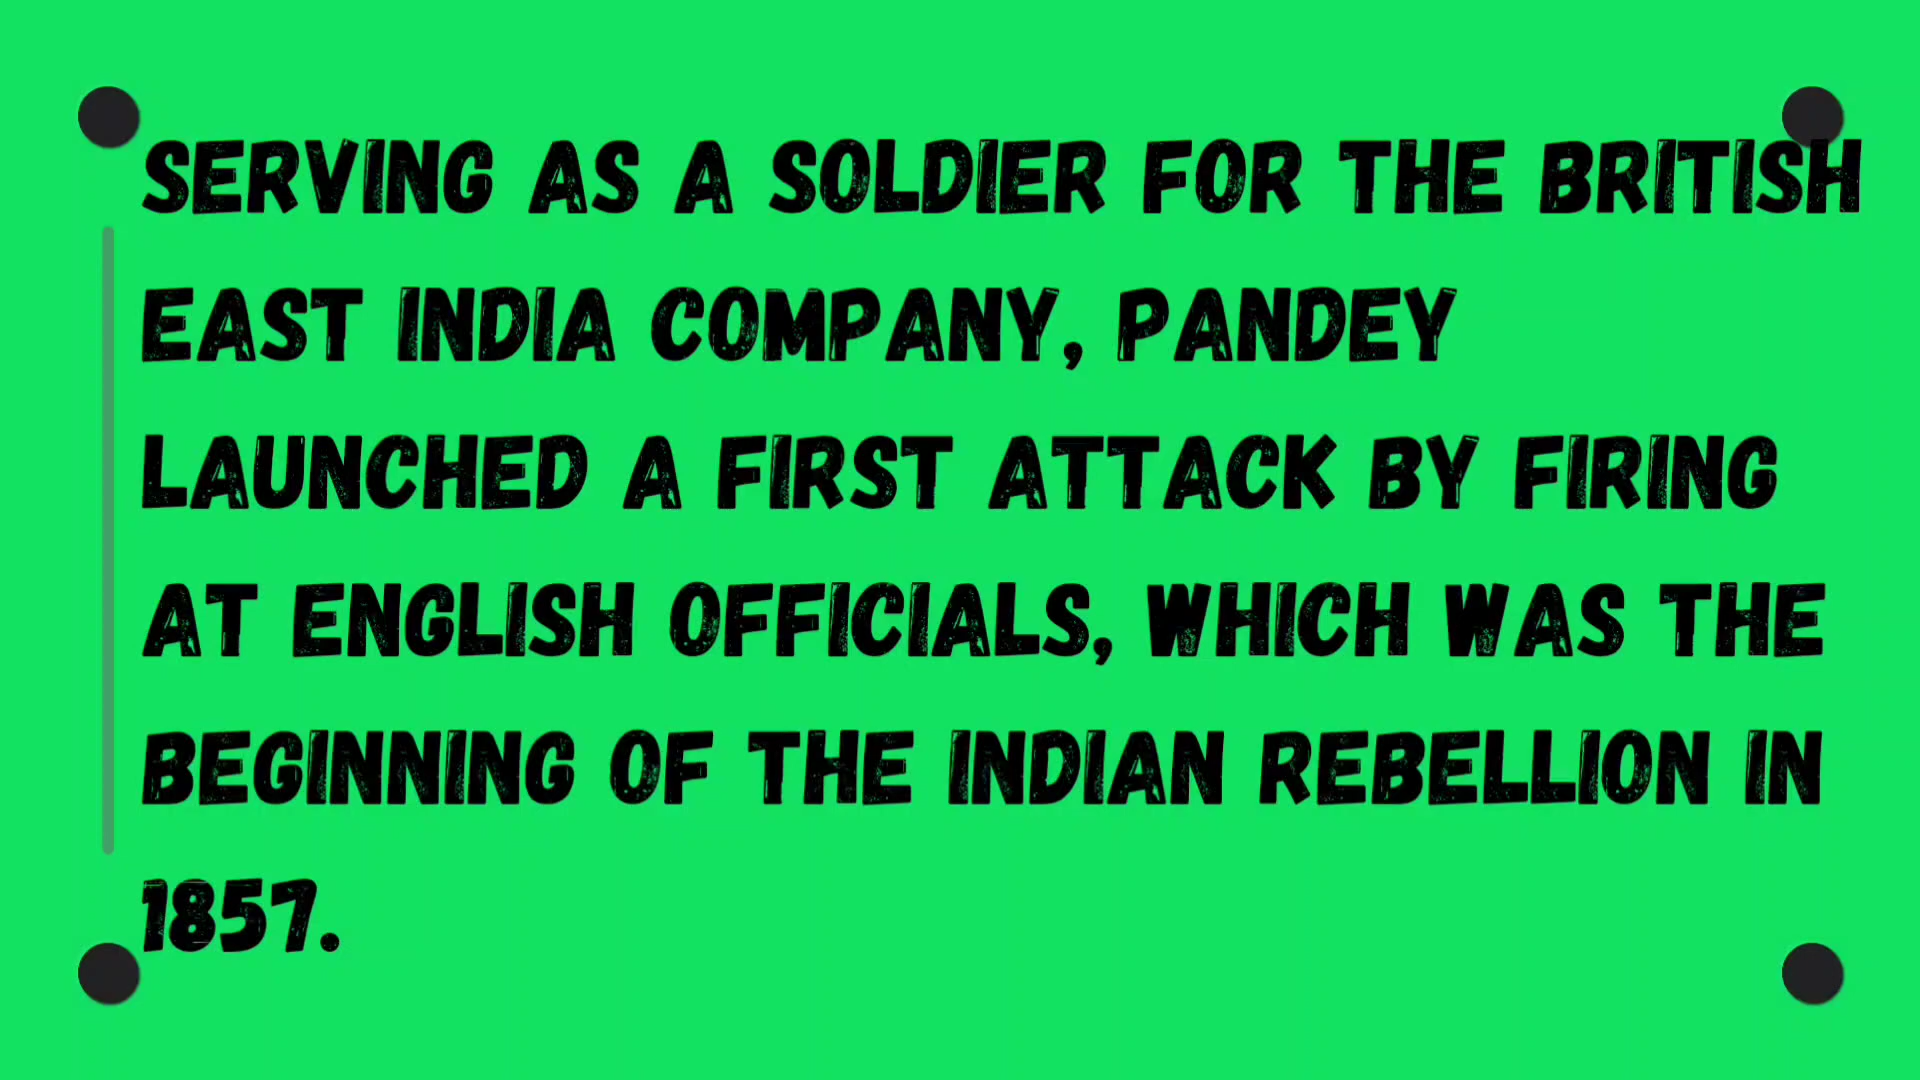 SERVING AS A SOLDIER FOR THE BRITISH
EAST INDIA COMPANY, PANDEY
LAUNCHED A FIRST ATTACK BY FIRING
AT ENGLISH OFFICIALS, WHICH WAS THE
BEGINNING OF THE INDIAN REBELLION IN
1857.